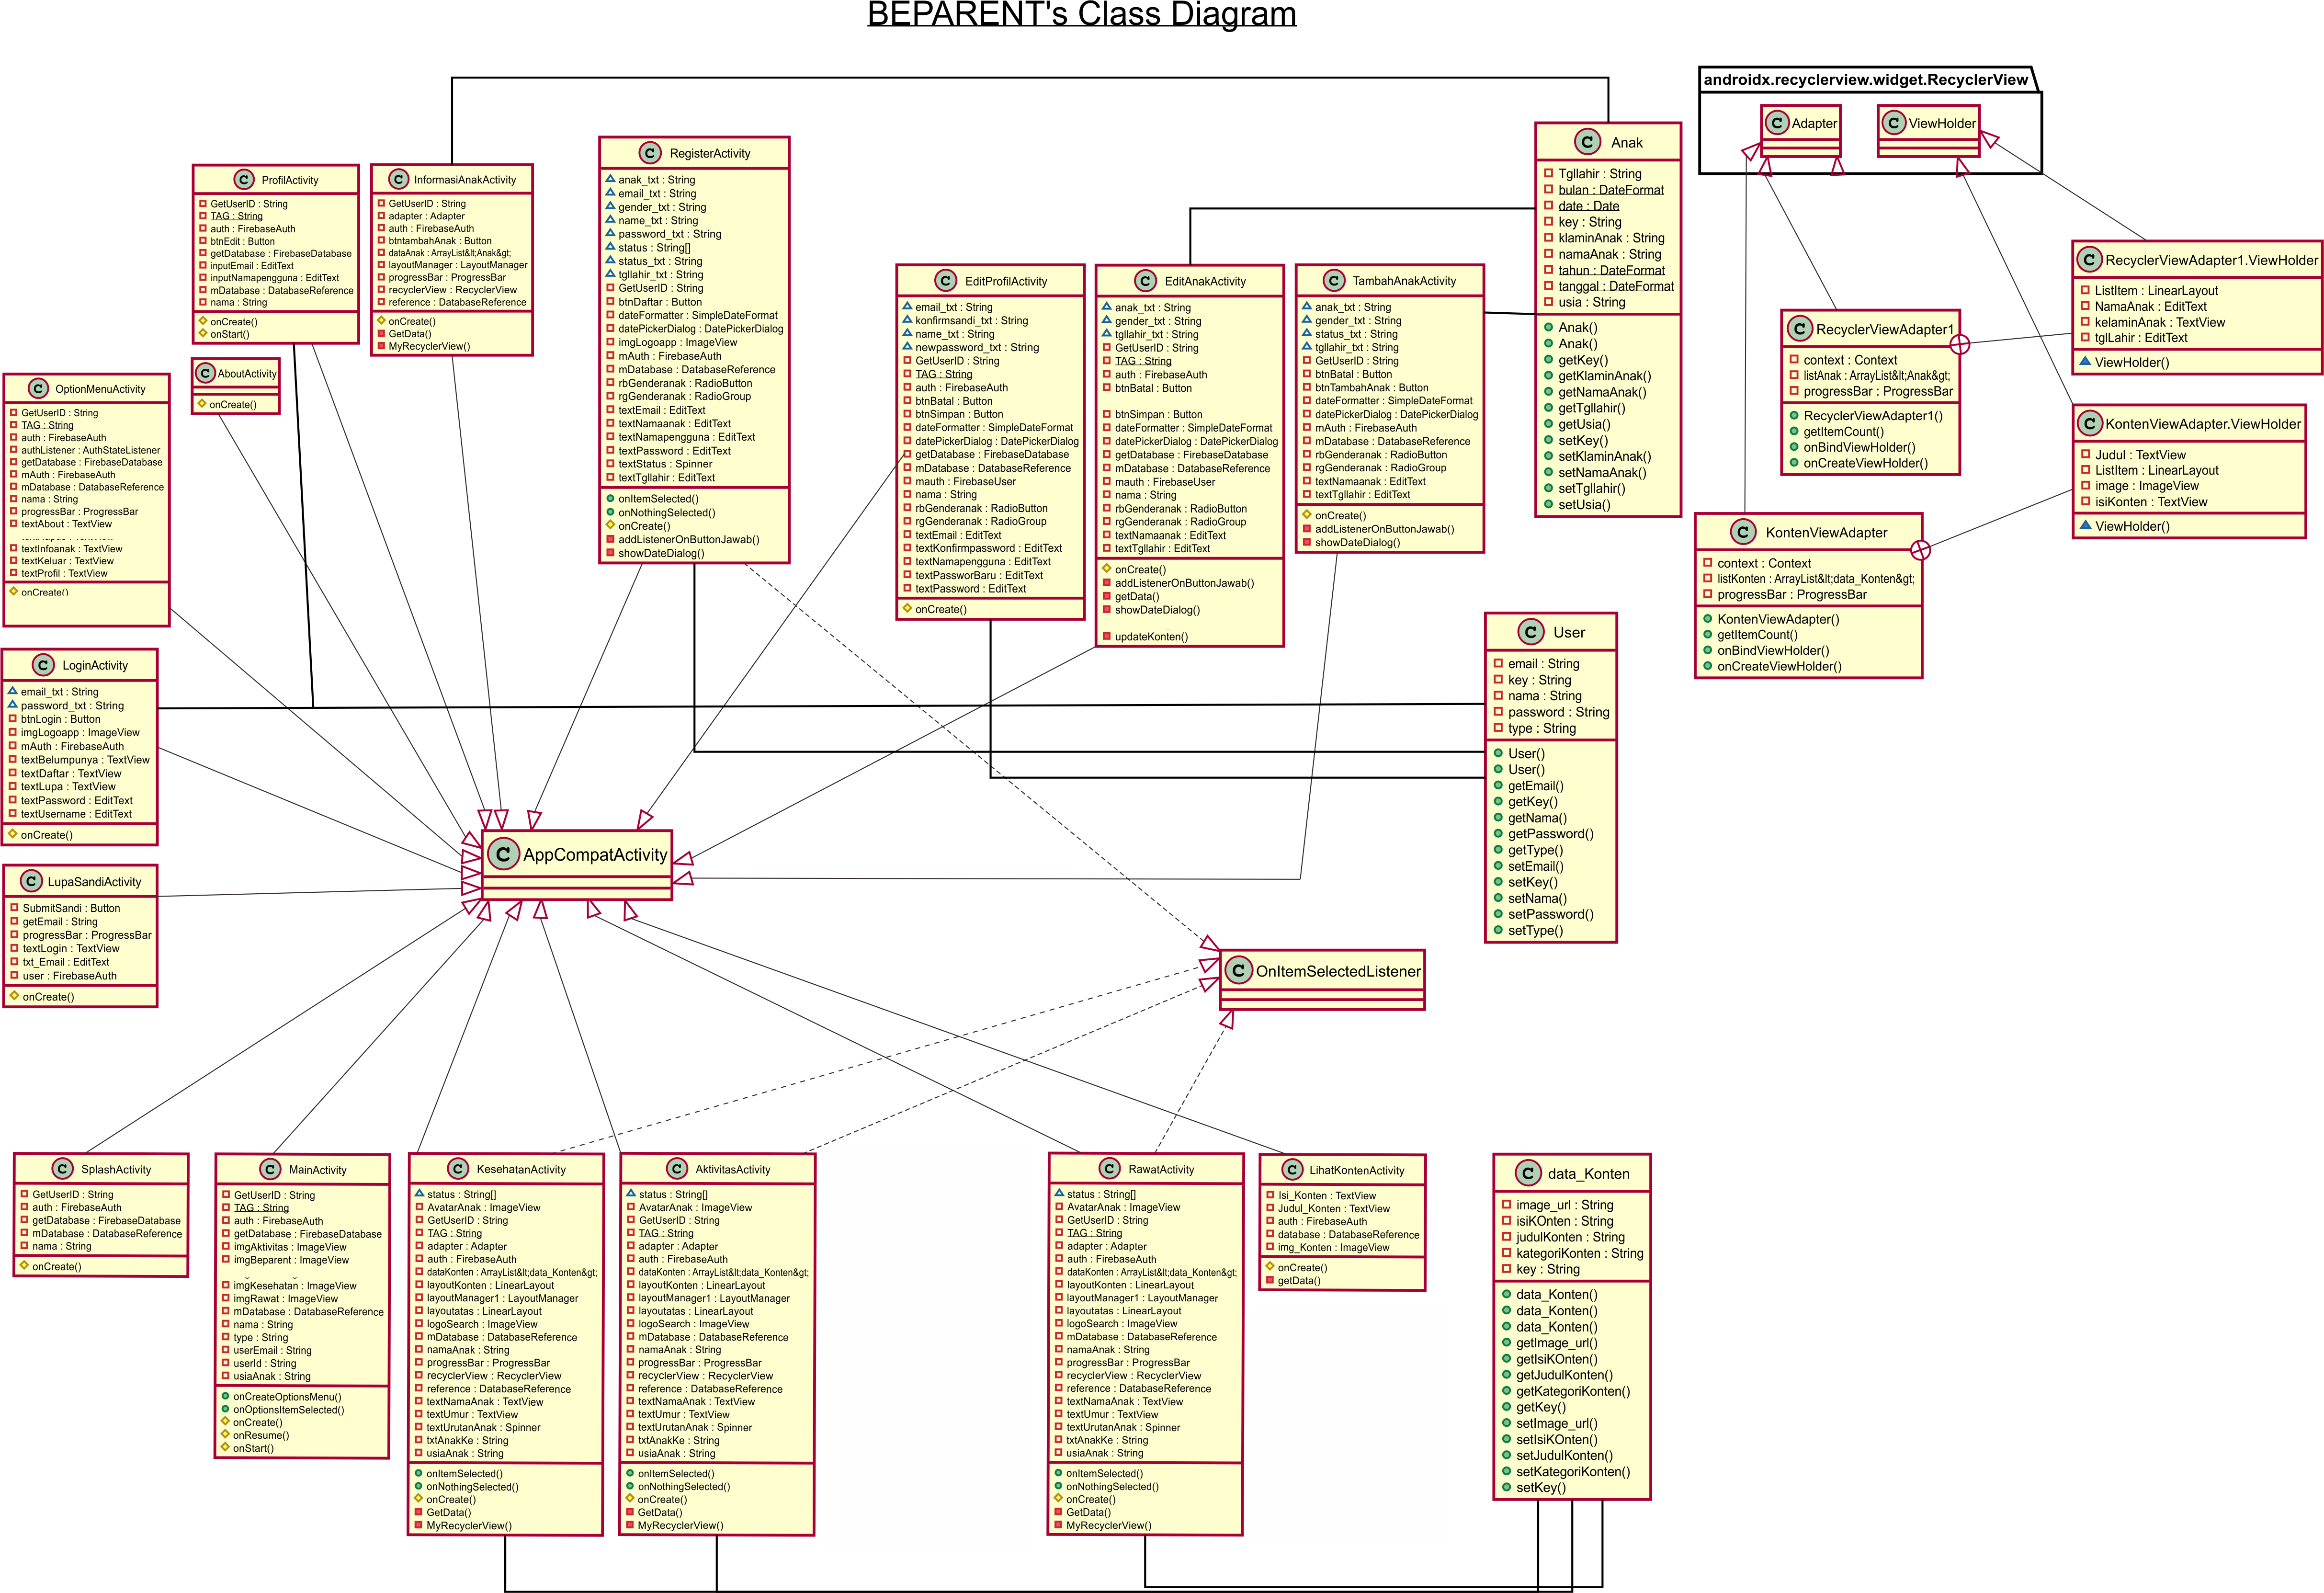 BEPARENT's Class Diagram
androidx.recyclerview.widget.RecyclerView
C Adapter
C ViewHolder
C ProfilActivity
GetUserID : String
TAG : String
auth : FirebaseAuth
btnEdit : Button
getDatabase : FirebaseDatabase
inputEmail : EditText
inputNamapengguna : EditText
mDatabase : DatabaseReference
nama : String
onCreate()
onStart()
C InformasiAnakActivity
GetUserID : String
adapter : Adapter
auth : FirebaseAuth
btntambahAnak : Button
dataAnak : ArrayList&lt;Anak&gt;
layoutManager : LayoutManager
progressBar : ProgressBar
recyclerView : RecyclerView
reference : DatabaseReference
onCreate()
GetData()
MyRecyclerView()
C RegisterActivity
anak_txt : String
email_txt : String
gender_txt : String
name_txt : String
password_txt : String
status : String[]
status_txt : String
tgllahir_txt : String
GetUserID : String
btnDaftar : Button
dateFormatter : SimpleDateFormat
datePickerDialog : DatePickerDialog
imgLogoapp : ImageView
mAuth : FirebaseAuth
mDatabase : DatabaseReference
rbGenderanak : RadioButton
rgGenderanak : RadioGroup
textEmail : EditText
textNamaanak : EditText
textNamapengguna : EditText
textPassword : EditText
textStatus : Spinner
textTgllahir : EditText
onItemSelected()
onNothingSelected()
onCreate()
addListenerOnButtonJawab()
showDateDialog()
C EditProfilActivity
email_txt : String
konfirmsandi_txt : String
name_txt : String
newpassword_txt : String
GetUserID : String
TAG : String
auth : FirebaseAuth
btnBatal : Button
btnSimpan : Button
dateFormatter : SimpleDateFormat
datePickerDialog : DatePickerDialog
getDatabase : FirebaseDatabase
mDatabase : DatabaseReference
mauth : FirebaseUser
nama : String
rbGenderanak : RadioButton
rgGenderanak : RadioGroup
textEmail : EditText
textKonfirmpassword : EditText
textNamapengguna : EditText
textPassworBaru : EditText
textPassword : EditText
onCreate()
C EditAnakActivity
anak_txt : String
gender_txt : String
tgllahir_txt : String
GetUserID : String
TAG : String
auth : FirebaseAuth
btnBatal : Button
btnSimpan : Button
dateFormatter : SimpleDateFormat
datePickerDialog : DatePickerDialog
getDatabase : FirebaseDatabase
mDatabase : DatabaseReference
mauth : FirebaseUser
nama : String
rbGenderanak : RadioButton
rgGenderanak : RadioGroup
textNamaanak : EditText
textTgllahir : EditText
onCreate()
addListenerOnButtonJawab()
getData()
showDateDialog()
updateKonten()
C TambahAnakActivity
anak_txt : String
gender_txt : String
status_txt : String
tgllahir_txt : String
GetUserID : String
btnBatal : Button
btnTambahAnak : Button
dateFormatter : SimpleDateFormat
datePickerDialog : DatePickerDialog
mAuth : FirebaseAuth
mDatabase : DatabaseReference
rbGenderanak : RadioButton
rgGenderanak : RadioGroup
textNamaanak : EditText
textTgllahir : EditText
onCreate()
addListenerOnButtonJawab()
showDateDialog()
C Anak
Tgllahir : String
bulan : DateFormat
date : Date
key : String
klaminAnak : String
namaAnak : String
tahun : DateFormat
tanggal : DateFormat
usia : String
Anak()
Anak()
getKey()
getKlaminAnak()
getNamaAnak()
getTgllahir()
getUsia()
setKey()
setKlaminAnak()
setNamaAnak()
setTgllahir()
setUsia()
C RecyclerViewAdapter1.ViewHolder
ListItem : LinearLayout
NamaAnak : EditText
kelaminAnak : TextView
tglLahir : EditText
ViewHolder()
C RecyclerViewAdapter1
context : Context
listAnak : ArrayList&lt;Anak&gt;
progressBar : ProgressBar
RecyclerViewAdapter1()
getItemCount()
onBindViewHolder()
onCreateViewHolder()
C KontenViewAdapter.ViewHolder
Judul : TextView
ListItem : LinearLayout
image : ImageView
isiKonten : TextView
ViewHolder()
C KontenViewAdapter
context : Context
listKonten : ArrayList&lt;data_Konten&gt;
progressBar : ProgressBar
KontenViewAdapter()
getItemCount()
onBindViewHolder()
onCreateViewHolder()
C AboutActivity
onCreate()
C OptionMenuActivity
GetUserID : String
TAG : String
auth : FirebaseAuth
authListener : AuthStateListener
getDatabase : FirebaseDatabase
mAuth : FirebaseAuth
mDatabase : DatabaseReference
nama : String
progressBar : ProgressBar
textAbout : TextView
textInfoanak : TextView
textKeluar : TextView
textProfil : TextView
onCreate()
C LoginActivity
email_txt : String
password_txt : String
btnLogin : Button
imgLogoapp : ImageView
mAuth : FirebaseAuth
textBelumpunya : TextView
textDaftar : TextView
textLupa : TextView
textPassword : EditText
textUsername : EditText
onCreate()
C User
email : String
key : String
nama : String
password : String
type : String
User()
User()
getEmail()
getKey()
getNama()
getPassword()
getType()
setEmail()
setKey()
setNama()
setPassword()
setType()
C AppCompatActivity
C LupaSandiActivity
SubmitSandi : Button
getEmail : String
progressBar : ProgressBar
textLogin : TextView
txt_Email : EditText
user : FirebaseAuth
onCreate()
C OnItemSelectedListener
C SplashActivity
GetUserID : String
auth : FirebaseAuth
getDatabase : FirebaseDatabase
mDatabase : DatabaseReference
nama : String
onCreate()
C MainActivity
GetUserID : String
TAG : String
auth : FirebaseAuth
getDatabase : FirebaseDatabase
imgAktivitas : ImageView
imgBeparent : ImageView
imgKesehatan : ImageView
imgRawat : ImageView
mDatabase : DatabaseReference
nama : String
type : String
userEmail : String
userId : String
usiaAnak : String
onCreateOptionsMenu()
onOptionsItemSelected()
onCreate()
onResume()
onStart()
C KesehatanActivity
status : String[]
AvatarAnak : ImageView
GetUserID : String
TAG : String
adapter : Adapter
auth : FirebaseAuth
dataKonten : ArrayList&lt;data_Konten&gt;
layoutKonten : LinearLayout
layoutManager1 : LayoutManager
layoutatas : LinearLayout
logoSearch : ImageView
mDatabase : DatabaseReference
namaAnak : String
progressBar : ProgressBar
recyclerView : RecyclerView
reference : DatabaseReference
textNamaAnak : TextView
textUmur : TextView
textUrutanAnak : Spinner
txtAnakKe : String
usiaAnak : String
onItemSelected()
onNothingSelected()
onCreate()
GetData()
MyRecyclerView()
C AktivitasActivity
status : String[]
AvatarAnak : ImageView
GetUserID : String
TAG : String
adapter : Adapter
auth : FirebaseAuth
dataKonten : ArrayList&lt;data_Konten&gt;
layoutKonten : LinearLayout
layoutManager1 : LayoutManager
layoutatas : LinearLayout
logoSearch : ImageView
mDatabase : DatabaseReference
namaAnak : String
progressBar : ProgressBar
recyclerView : RecyclerView
reference : DatabaseReference
textNamaAnak : TextView
textUmur : TextView
textUrutanAnak : Spinner
txtAnakKe : String
usiaAnak : String
onItemSelected()
onNothingSelected()
onCreate()
GetData()
MyRecyclerView()
C RawatActivity
status : String[]
AvatarAnak : ImageView
GetUserID : String
TAG : String
adapter : Adapter
auth : FirebaseAuth
dataKonten : ArrayList&lt;data_Konten&gt;
layoutKonten : LinearLayout
layoutManager1 : LayoutManager
layoutatas : LinearLayout
logoSearch : ImageView
mDatabase : DatabaseReference
namaAnak : String
progressBar : ProgressBar
recyclerView : RecyclerView
reference : DatabaseReference
textNamaAnak : TextView
textUmur : TextView
textUrutanAnak : Spinner
txtAnakKe : String
usiaAnak : String
onItemSelected()
onNothingSelected()
onCreate()
GetData()
MyRecyclerView()
C LihatKontenActivity
Isi_Konten : TextView
Judul_Konten : TextView
auth : FirebaseAuth
database : DatabaseReference
img_Konten : ImageView
onCreate()
getData()
C data_Konten
image_url : String
isiKOnten : String
judulKonten : String
kategoriKonten : String
key : String
data_Konten()
data_Konten()
data_Konten()
getImage_url()
getIsiKOnten()
getJudulKonten()
getKategoriKonten()
getKey()
setImage_url()
setIsiKOnten()
setJudulKonten()
setKategoriKonten()
setKey()